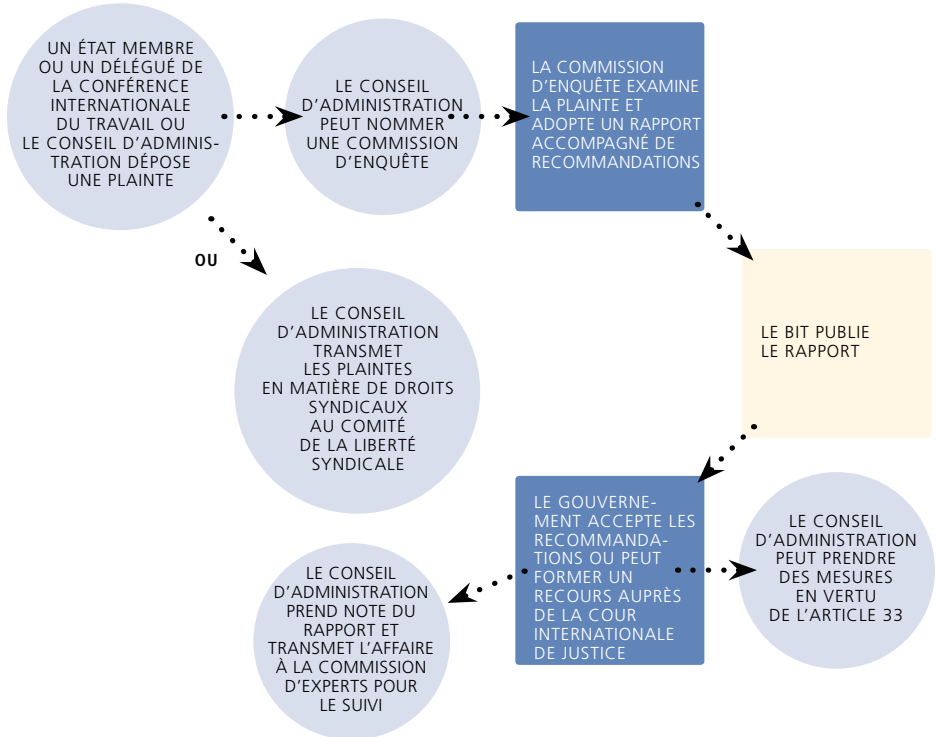 UN ÉTAT MEMBRE
OU UN DÉLÉGUÉ DE
LA CONFÉRENCE
INTERNATIONALE
DU TRAVAIL OU
LE CONSEIL D'ADMINIS-
TRATION DÉPOSE
UNE PLAINTE
LE CONSEIL
D'ADMINISTRATION
PEUT NOMMER
UNE COMMISSION
D'ENQUÊTE
LA COMMISSION
D'ENQUÊTE EXAMINE
LA PLAINTE ET
ADOPTE UN RAPPORT
ACCOMPAGNÉ DE
RECOMMANDATIONS
OU
LE CONSEIL
D'ADMINISTRATION
TRANSMET
LES PLAINTES
EN MATIÈRE DE DROITS
SYNDICAUX
AU COMITÉ
DE LA LIBERTÉ
SYNDICALE
LE BIT PUBLIE
LE RAPPORT
LE GOUVERNE-
MENT ACCEPTE LES
RECOMMANDA-
TIONS OU PEUT
FORMER UN
RECOURS AUPRÈS
DE LA COUR
INTERNATIONALE
DE JUSTICE
LE CONSEIL
D'ADMINISTRATION
PEUT PRENDRE
DES MESURES
EN VERTU
DE L'ARTICLE 33
LE CONSEIL
D'ADMINISTRATION
PREND NOTE DU
RAPPORT ET
TRANSMET L'AFFAIRE
À LA COMMISSION
D'EXPERTS POUR
LE SUIVI